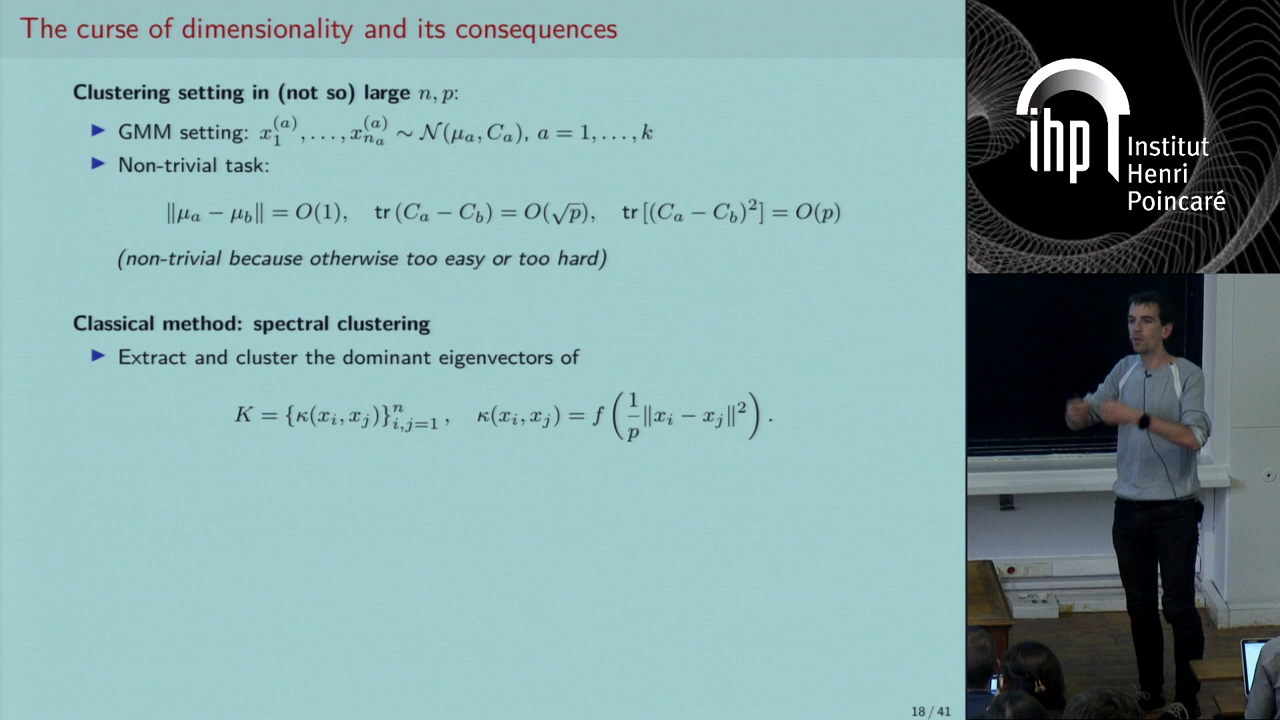 The curse of dimensionality and its consequences
Clustering setting in (not so) large n, p:
▶ GMM setting: x_1^{(a)}, . . . , x_{n_a}^{(a)} ∼ N(μ_a, C_a), a = 1, . . . , k
▶ Non-trivial task:
‖μ_a − μ_b‖ = O(1), tr (C_a − C_b) = O(√p), tr [(C_a − C_b)^2] = O(p)
(non-trivial because otherwise too easy or too hard)
Classical method: spectral clustering
▶ Extract and cluster the dominant eigenvectors of
K = {κ(x_i, x_j)}_{i,j=1}^n , κ(x_i, x_j) = f (1/p ‖x_i − x_j‖^2) .
18 / 41
ihp
Institut
Henri
Poincaré